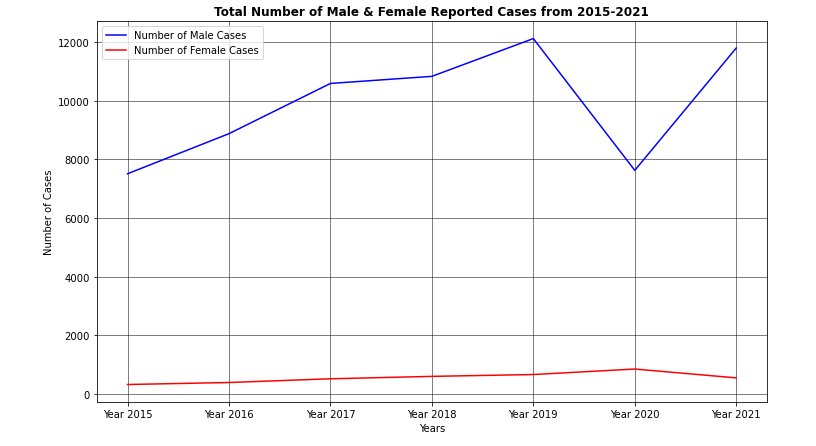 Total Number of Male & Female Reported Cases from 2015-2021
Number of Male Cases
Number of Female Cases
12000
10000
8000
6000
4000
2000
0
Number of Cases
Year 2015 Year 2016 Year 2017 Year 2018 Year 2019 Year 2020 Year 2021
Years